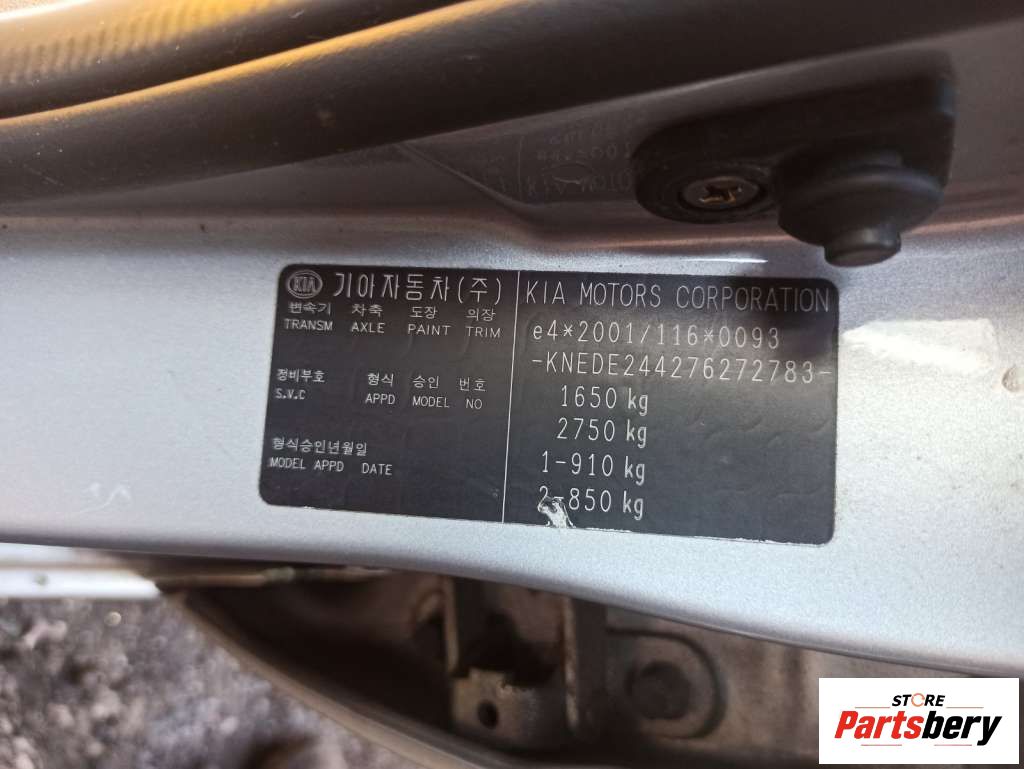 KIA 기아자동차(주)
변속기 차축 도장 의장
TRANSM AXLE PAINT TRIM
정비부호 형식 승인 번호
S.V.C APPD MODEL NO
형식승인년월일
MODEL APPD DATE
KIA MOTORS CORPORATION
e4*2001/116*0093
-KNEDE244276272783-
1650 kg
2750 kg
1-910 kg
2-850 kg
STORE
Partsbery